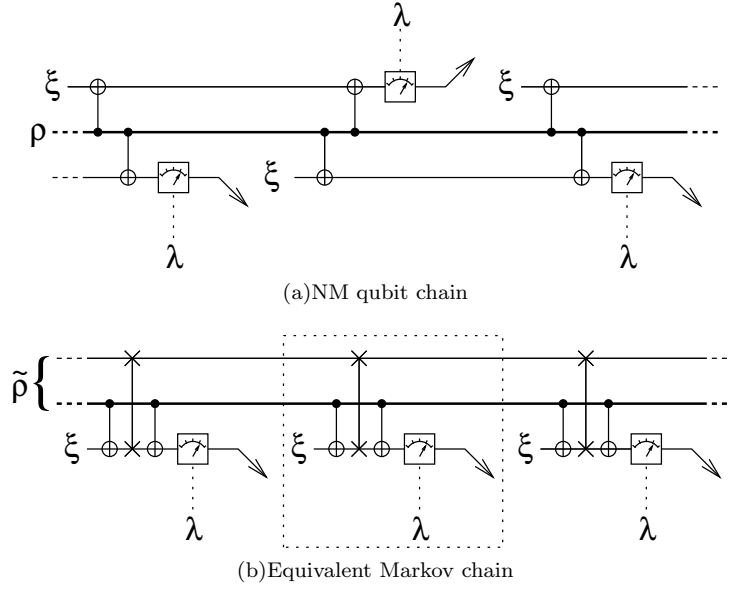 λ
ξ ξ
ρ
ξ
λ λ
(a)NM qubit chain
ρ̃ {
ξ ξ ξ
λ λ λ
(b)Equivalent Markov chain